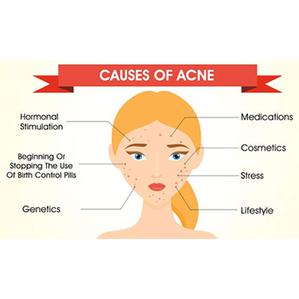 CAUSES OF ACNE
Hormonal
Stimulation
Beginning Or
Stopping The Use
Of Birth Control Pills
Genetics
Medications
Cosmetics
Stress
Lifestyle